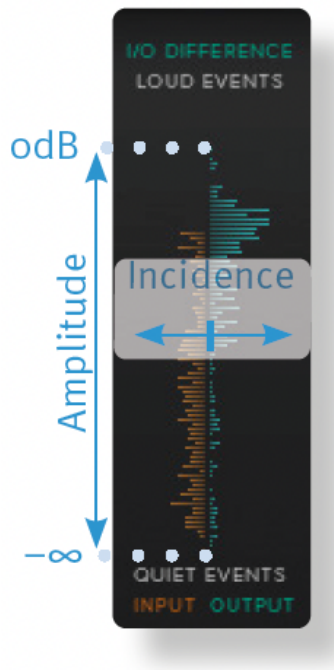 I/O DIFFERENCE
LOUD EVENTS
odB
Incidence
Amplitude
-∞
QUIET EVENTS
INPUT OUTPUT